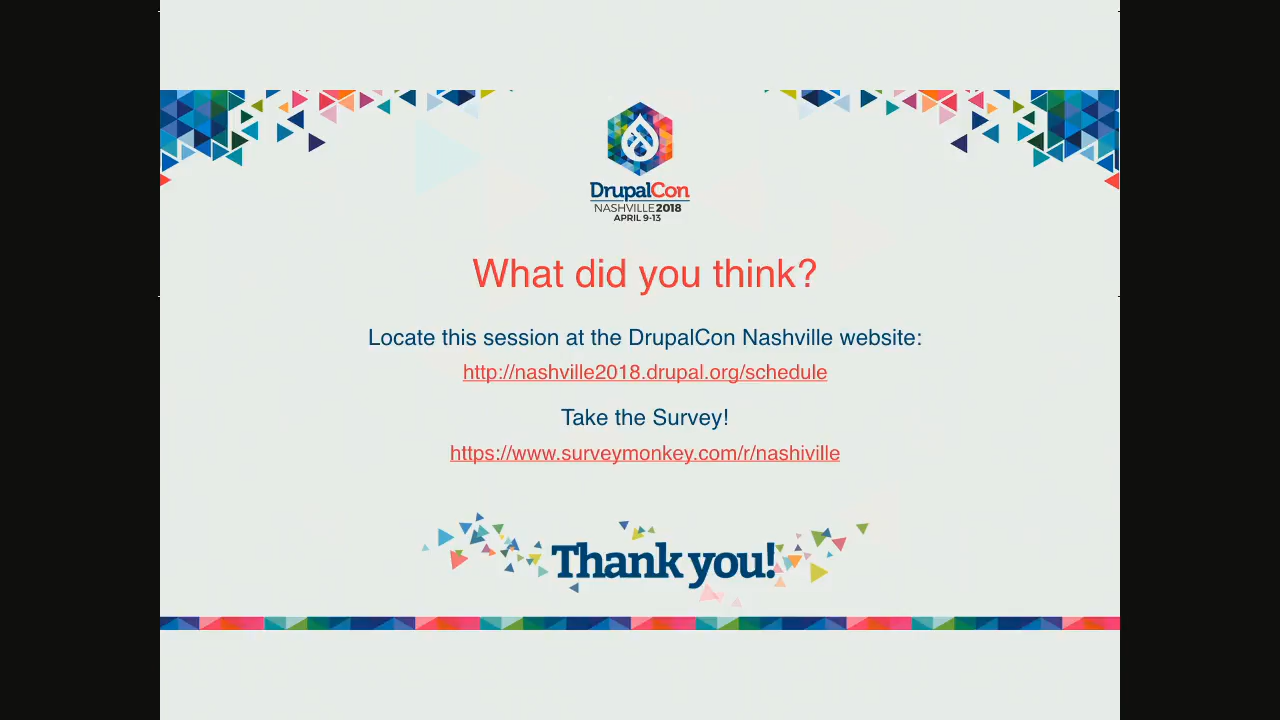 DrupalCon
NASHVILLE 2018
APRIL 9-13
What did you think?
Locate this session at the DrupalCon Nashville website:
http://nashville2018.drupal.org/schedule
Take the Survey!
https://www.surveymonkey.com/r/nashiville
Thank you!